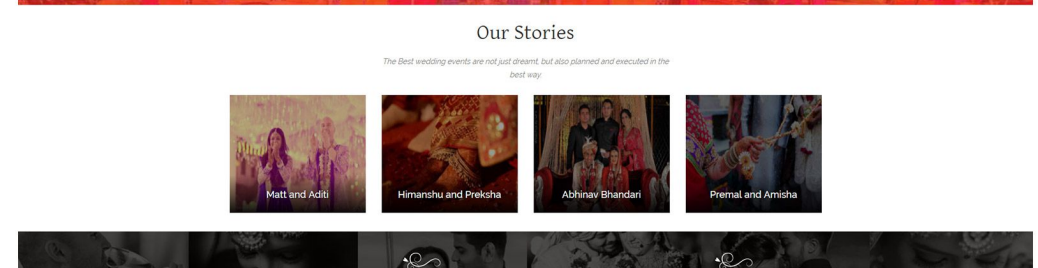 Our Stories
The Best wedding events are not just dreamt, but also planned and executed in the
best way.
Matt and Aditi
Himanshu and Preksha
Abhinav Bhandari
Premal and Amisha